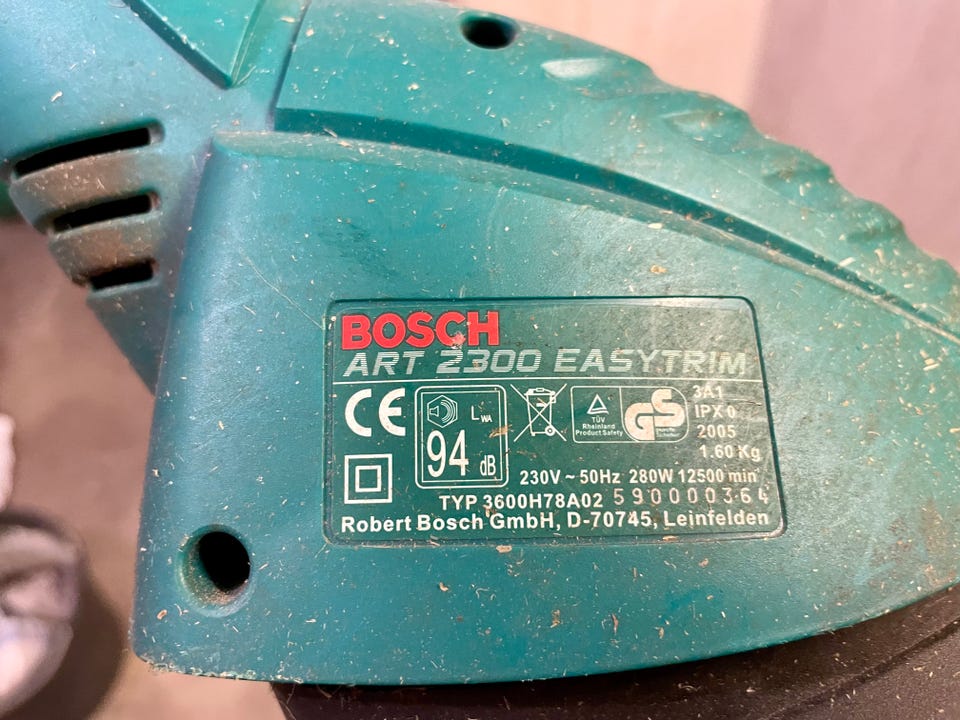 BOSCH
ART 2300 EASYTRIM
CE
LWA
94 dB
TÜV
Rheinland
Product Safety
GS
3A1
IPX 0
2005
1.60 Kg
230V ~ 50Hz 280W 12500 min
TYP 3600H78A02 590000364
Robert Bosch GmbH, D-70745, Leinfelden